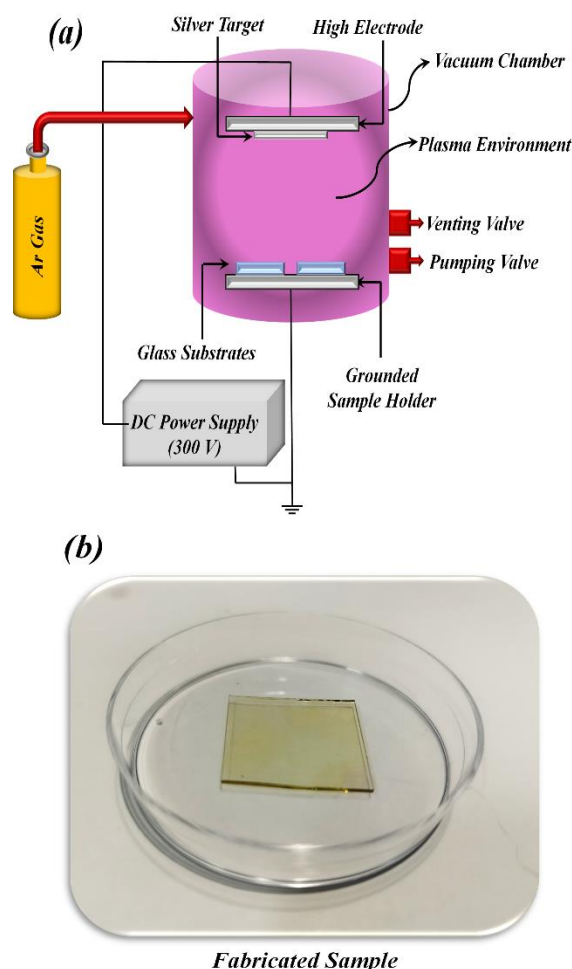 (a)
Silver Target
High Electrode
Vacuum Chamber
Plasma Environment
Ar Gas
Venting Valve
Pumping Valve
Glass Substrates
Grounded
Sample Holder
DC Power Supply
(300 V)
(b)
Fabricated Sample